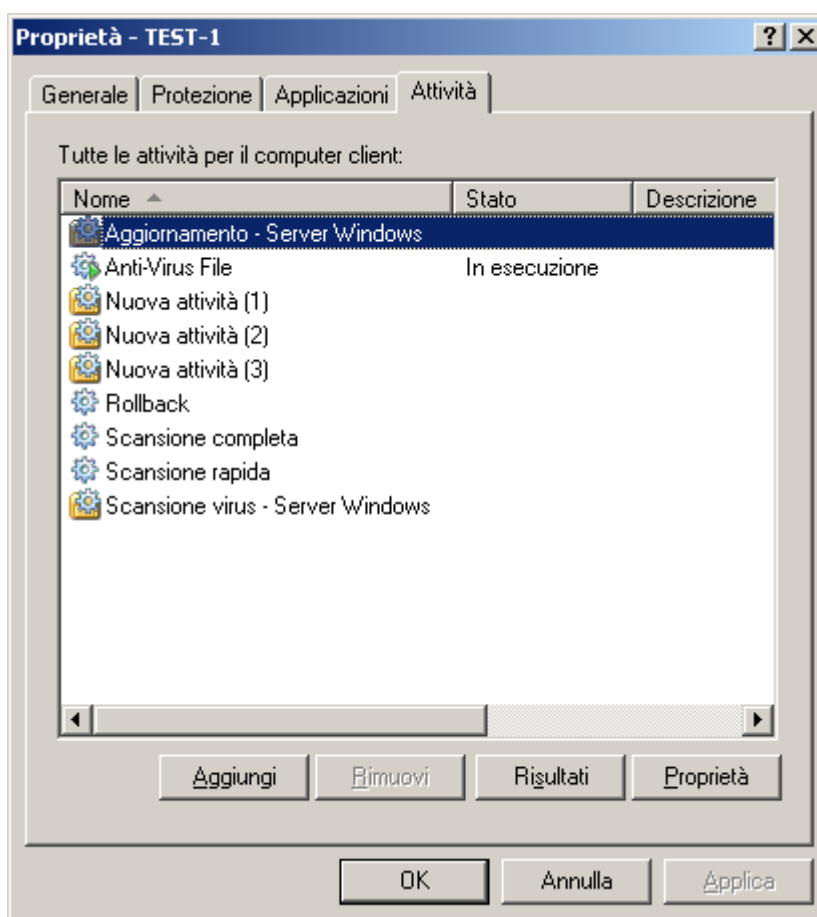 Proprietà - TEST-1
Generale Protezione Applicazioni Attività
Tutte le attività per il computer client:
Nome Stato Descrizione
Aggiornamento - Server Windows
Anti-Virus File In esecuzione
Nuova attività (1)
Nuova attività (2)
Nuova attività (3)
Rollback
Scansione completa
Scansione rapida
Scansione virus - Server Windows
Aggiungi Rimuovi Risultati Proprietà
OK Annulla Applica